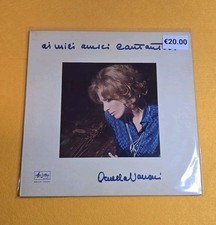 ai miei amici cantautori
€20.00
Ornella Vanoni